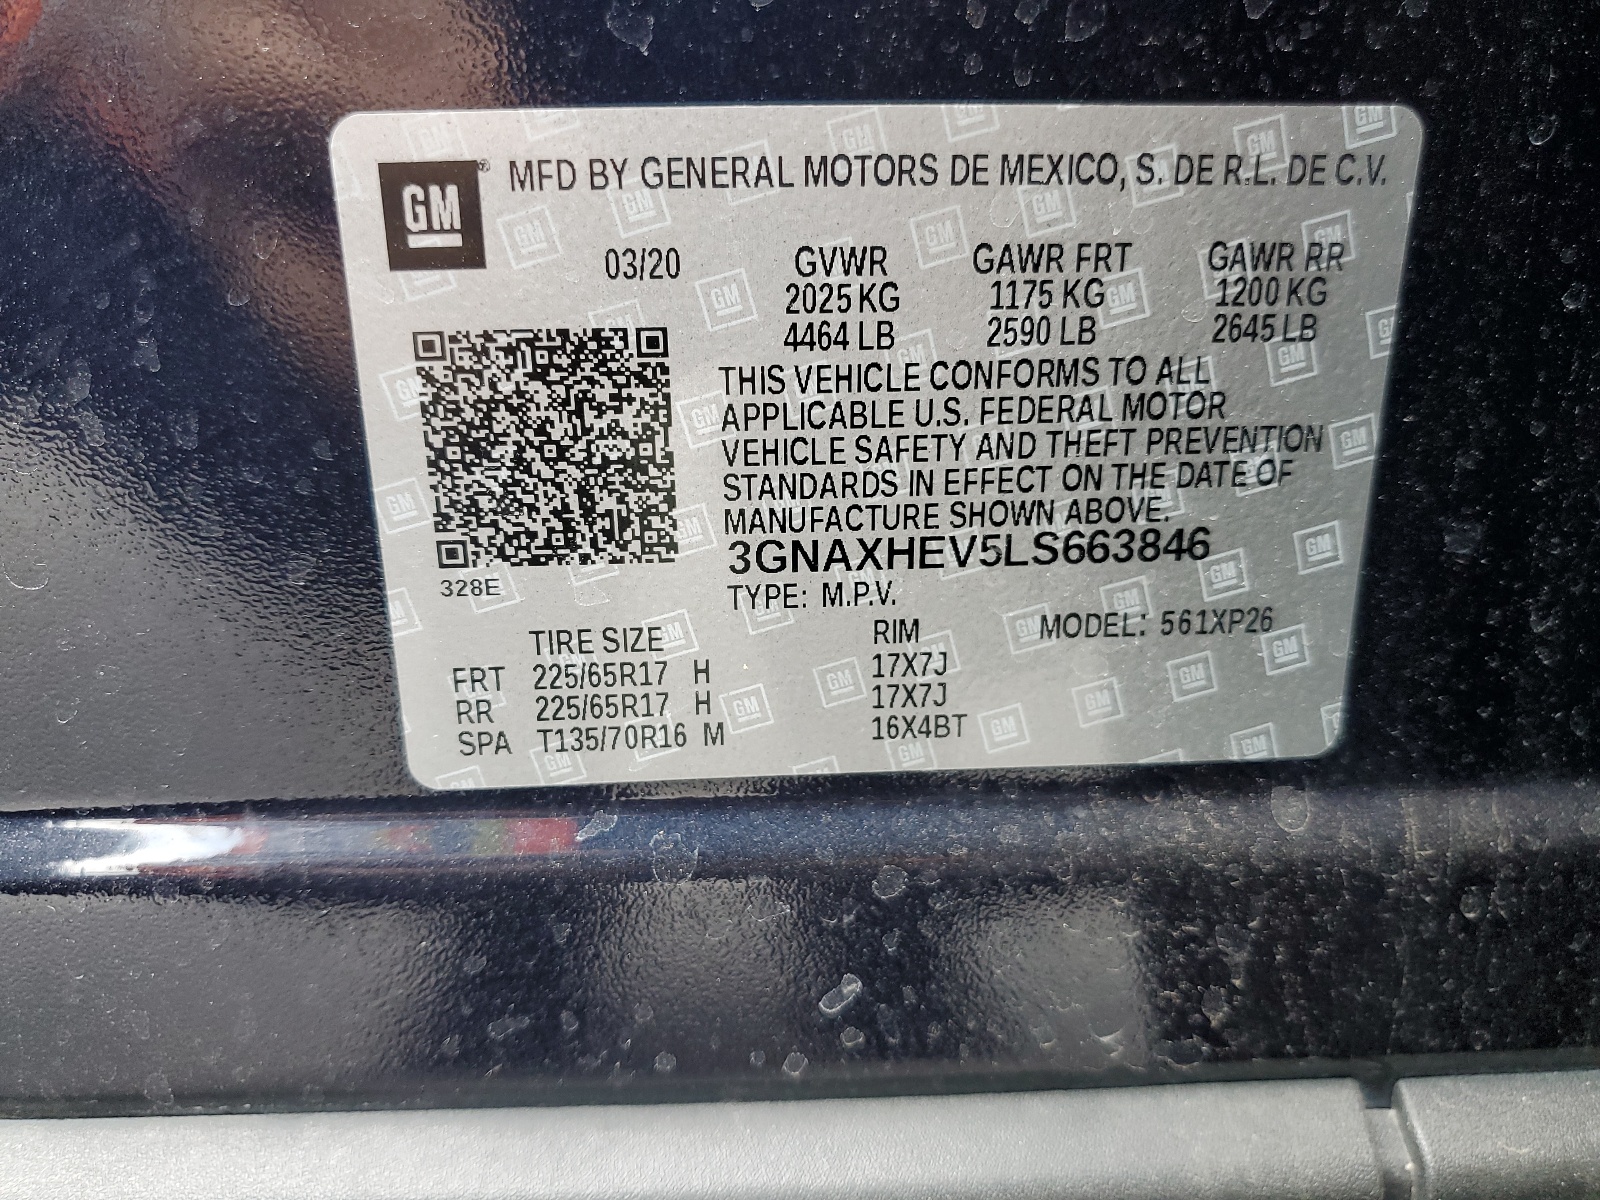 GM® MFD BY GENERAL MOTORS DE MEXICO, S. DE R.L. DE C.V.
03/20 GVWR GAWR FRT GAWR RR
2025 KG 1175 KG 1200 KG
4464 LB 2590 LB 2645 LB
THIS VEHICLE CONFORMS TO ALL
APPLICABLE U.S. FEDERAL MOTOR
VEHICLE SAFETY AND THEFT PREVENTION
STANDARDS IN EFFECT ON THE DATE OF
MANUFACTURE SHOWN ABOVE.
3GNAXHEV5LS663846
328E
TYPE: M.P.V.
TIRE SIZE RIM MODEL: 561XP26
FRT 225/65R17 H 17X7J
RR 225/65R17 H 17X7J
SPA T135/70R16 M 16X4BT